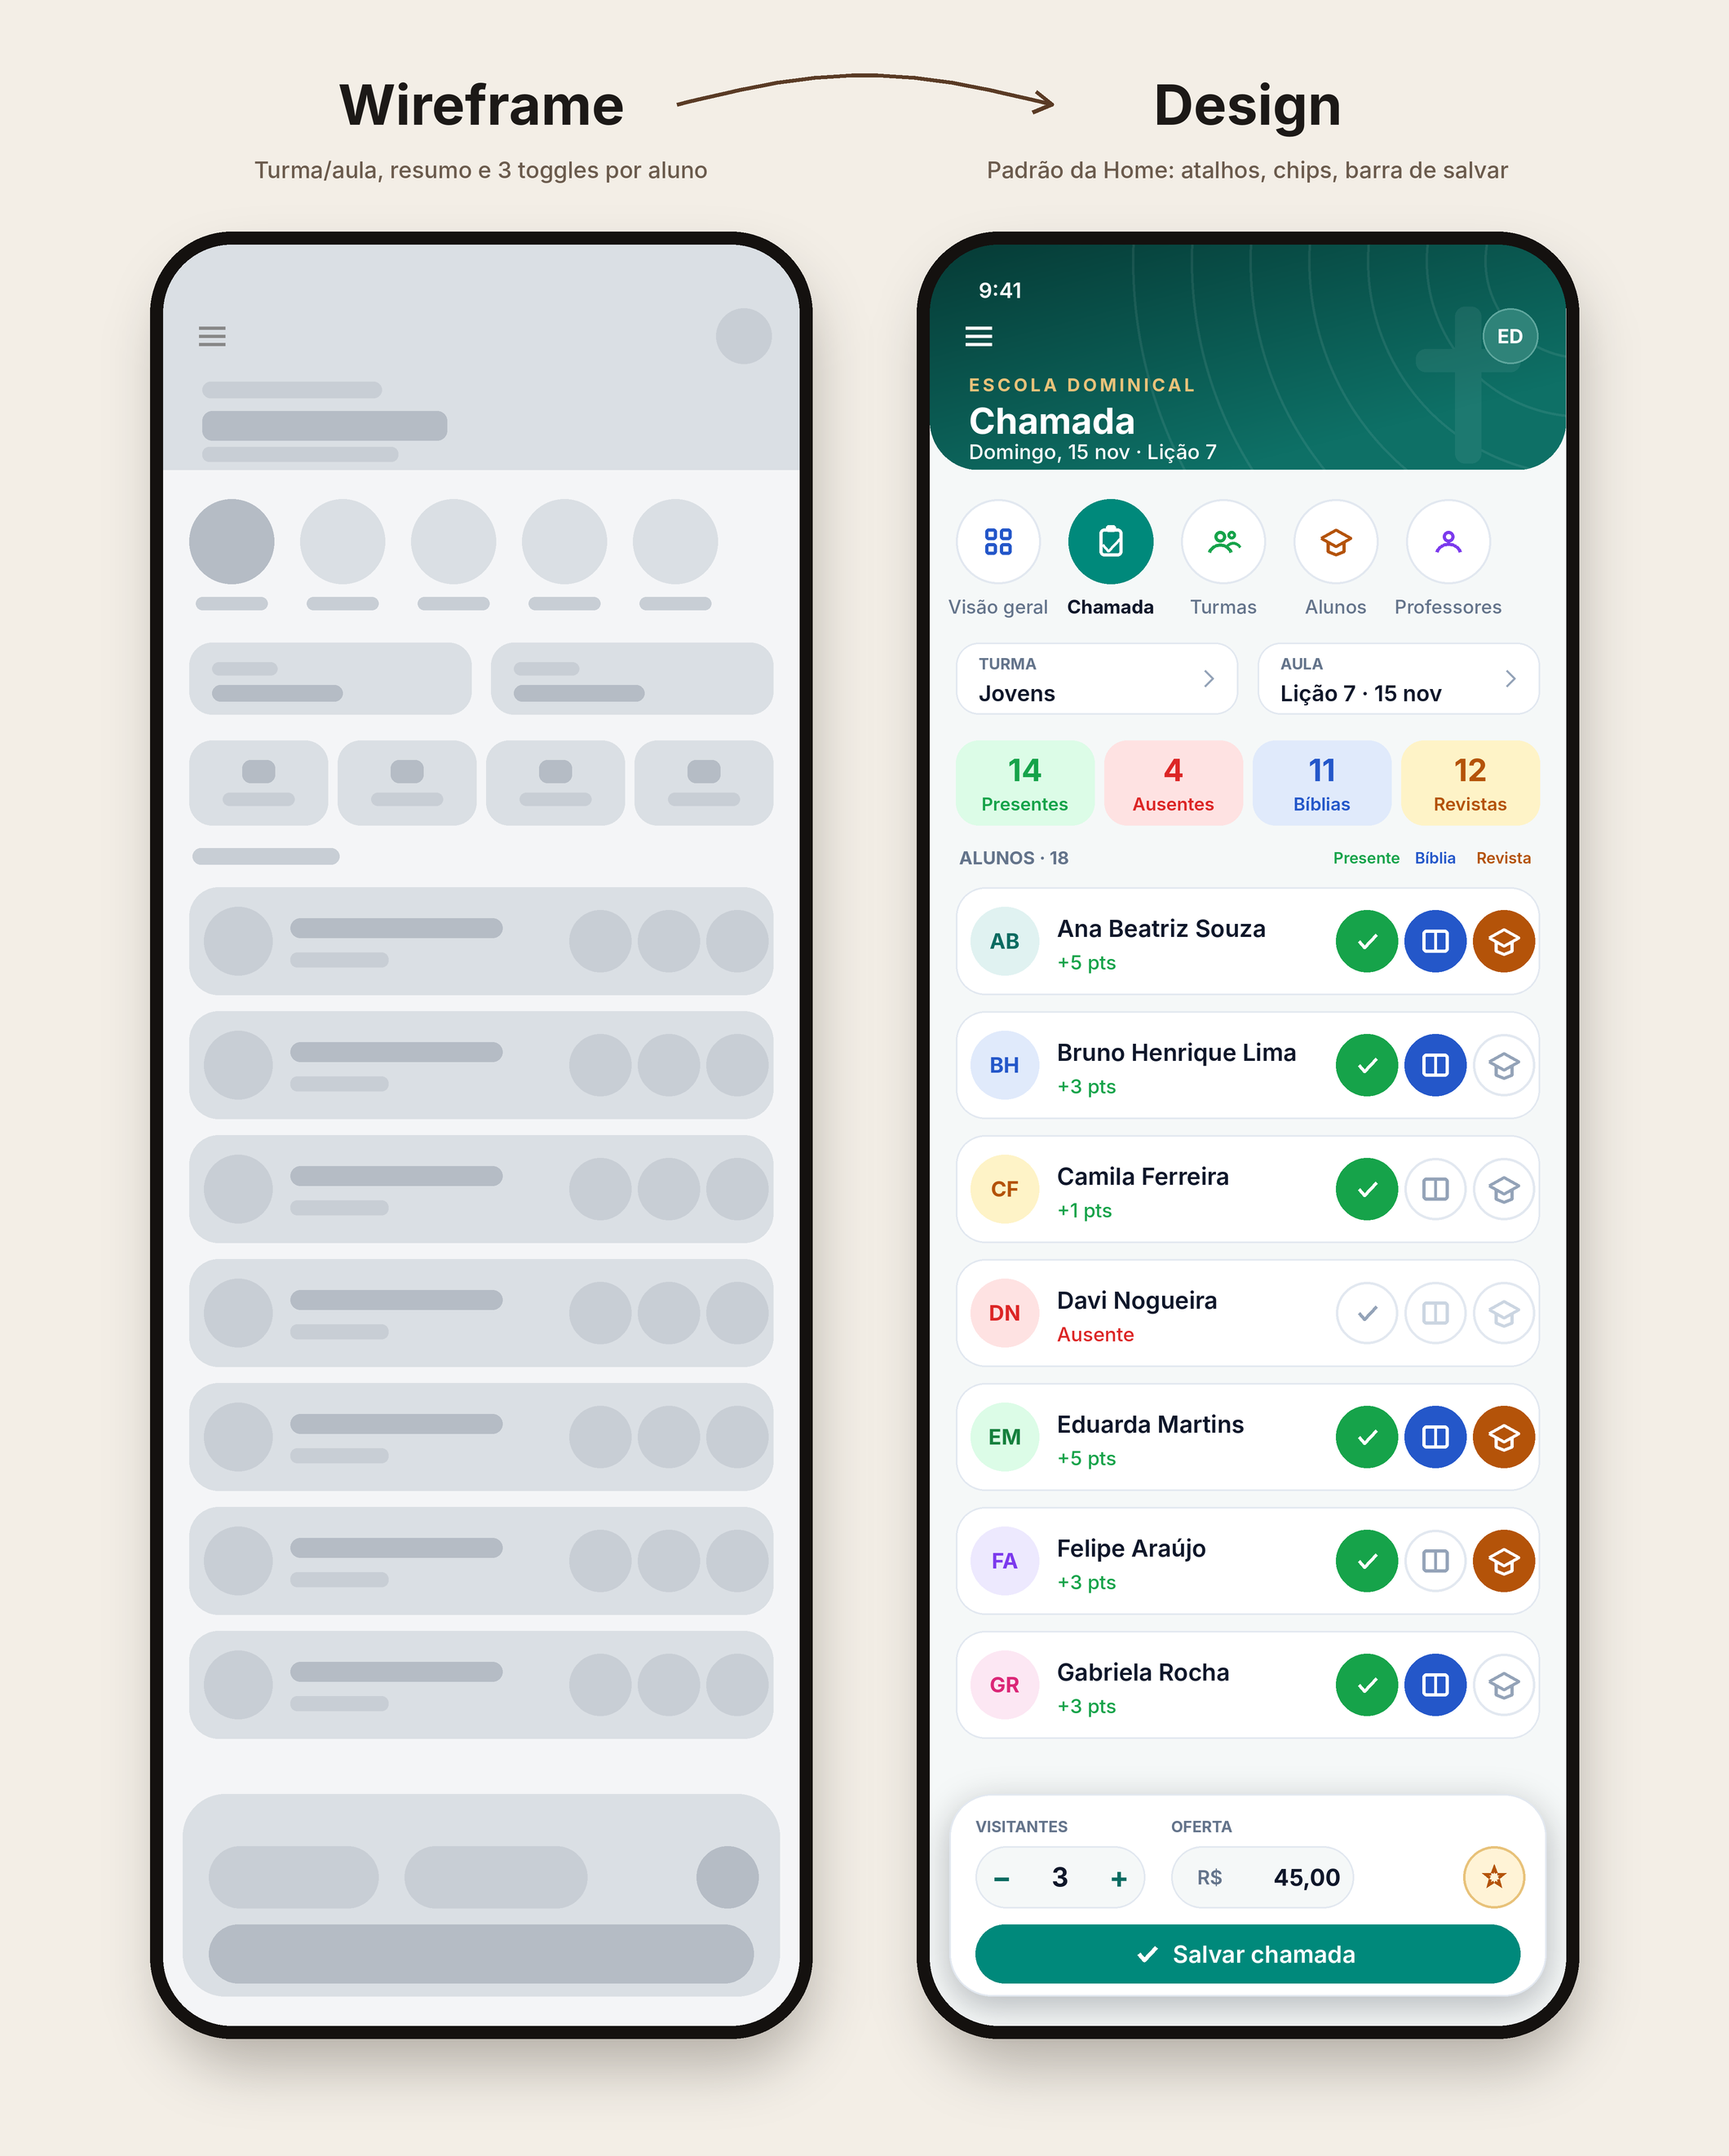 Wireframe
Design
Turma/aula, resumo e 3 toggles por aluno
Padrão da Home: atalhos, chips, barra de salvar
9:41
ED
ESCOLA DOMINICAL
Chamada
Domingo, 15 nov · Lição 7
Visão geral Chamada Turmas Alunos Professores
TURMA
Jovens
AULA
Lição 7 · 15 nov
14 4 11 12
Presentes Ausentes Bíblias Revistas
ALUNOS · 18 Presente Bíblia Revista
AB Ana Beatriz Souza
+5 pts
BH Bruno Henrique Lima
+3 pts
CF Camila Ferreira
+1 pts
DN Davi Nogueira
Ausente
EM Eduarda Martins
+5 pts
FA Felipe Araújo
+3 pts
GR Gabriela Rocha
+3 pts
VISITANTES OFERTA
− 3 + R$ 45,00
Salvar chamada